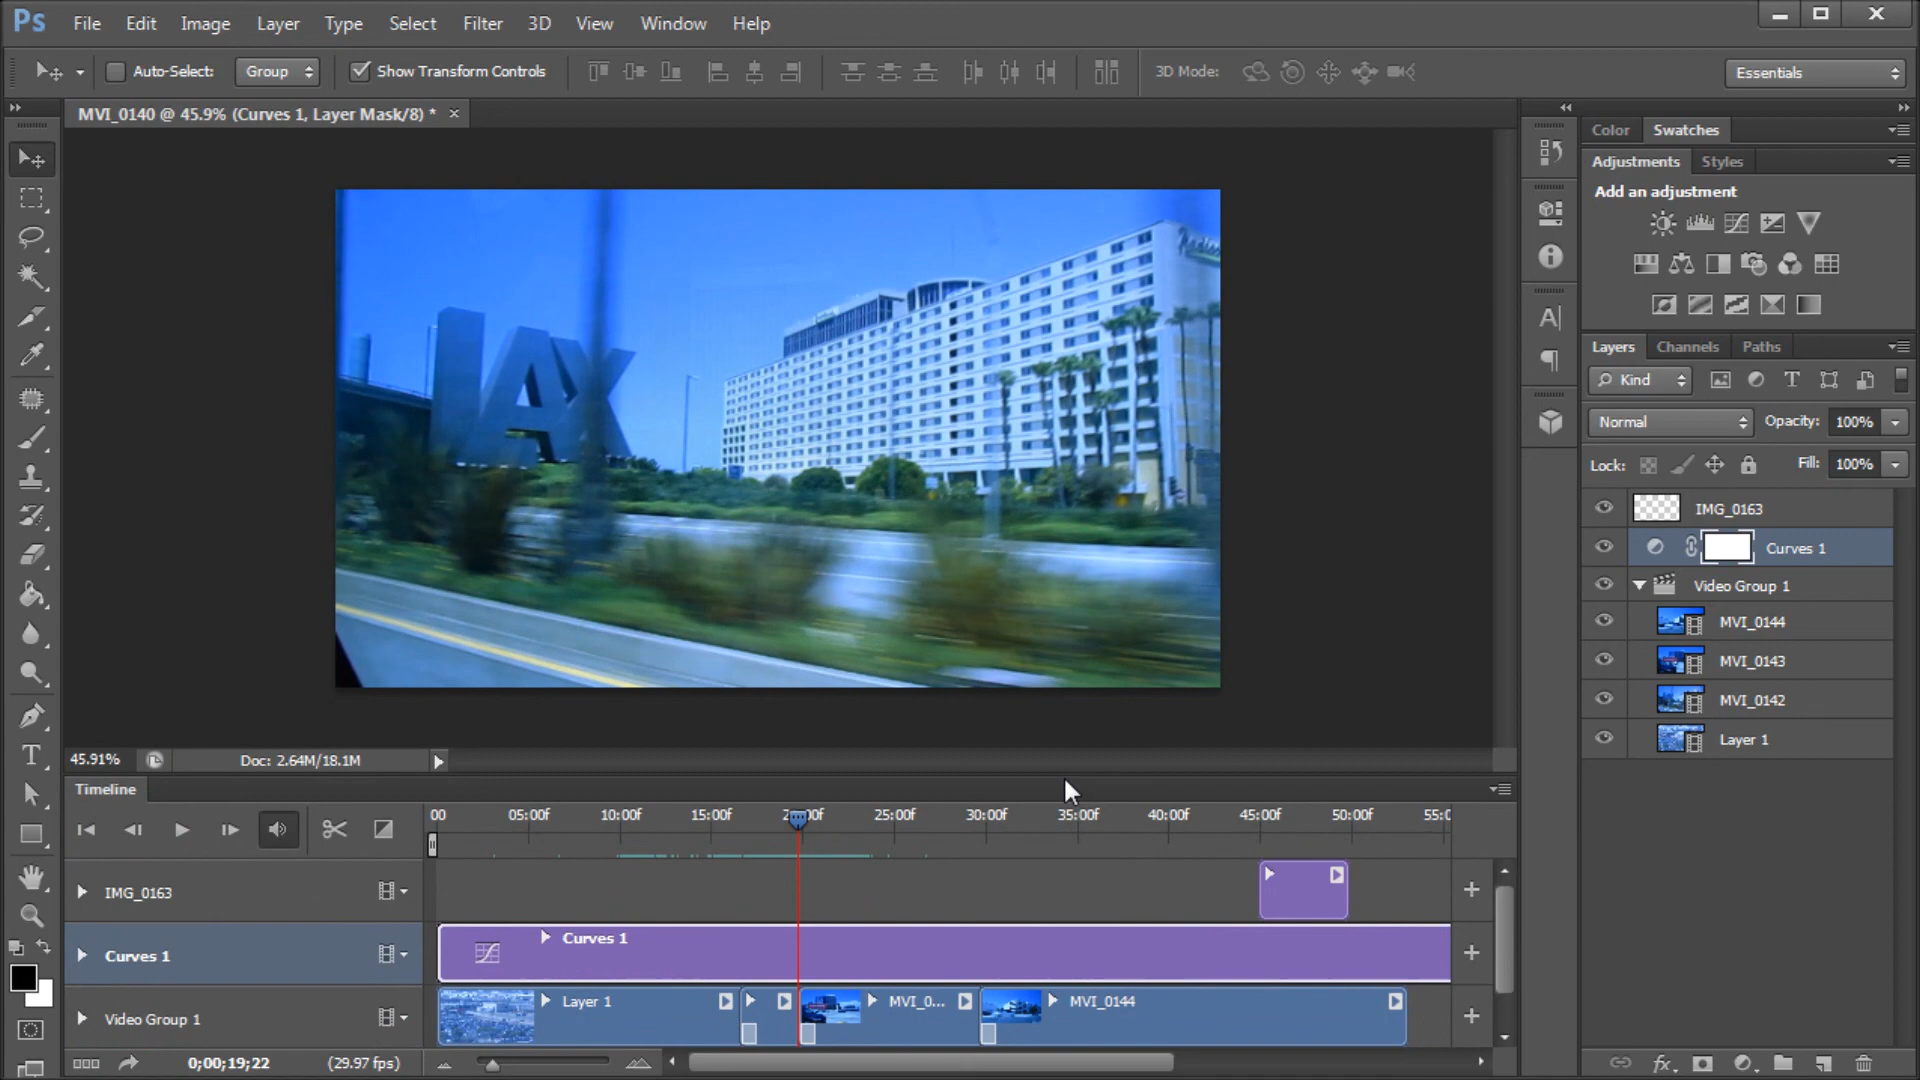 Ps File Edit Image Layer Type Select Filter 3D View Window Help
Auto-Select: Group Show Transform Controls 3D Mode: Essentials
MVI_0140 @ 45.9% (Curves 1, Layer Mask/8) *
Color Swatches
Adjustments Styles
Add an adjustment
LAX
Layers Channels Paths
Kind
Normal Opacity: 100%
Lock: Fill: 100%
IMG_0163
Curves 1
Video Group 1
MVI_0144
MVI_0143
MVI_0142
Layer 1
45.91% Doc: 2.64M/18.1M
Timeline
00 05:00f 10:00f 15:00f 20:00f 25:00f 30:00f 35:00f 40:00f 45:00f 50:00f 55:0
IMG_0163
Curves 1 Curves 1
Video Group 1 Layer 1 MVI_0... MVI_0144
0;00;19;22 (29.97 fps)